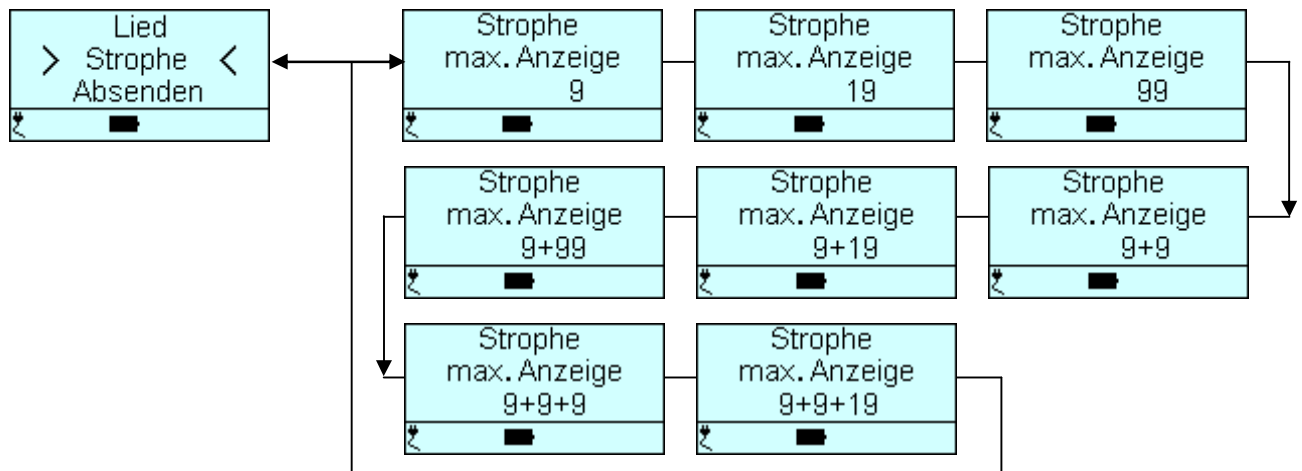 Lied
> Strophe <
Absenden
Strophe
max. Anzeige
9
Strophe
max. Anzeige
19
Strophe
max. Anzeige
99
Strophe
max. Anzeige
9+99
Strophe
max. Anzeige
9+19
Strophe
max. Anzeige
9+9
Strophe
max. Anzeige
9+9+9
Strophe
max. Anzeige
9+9+19